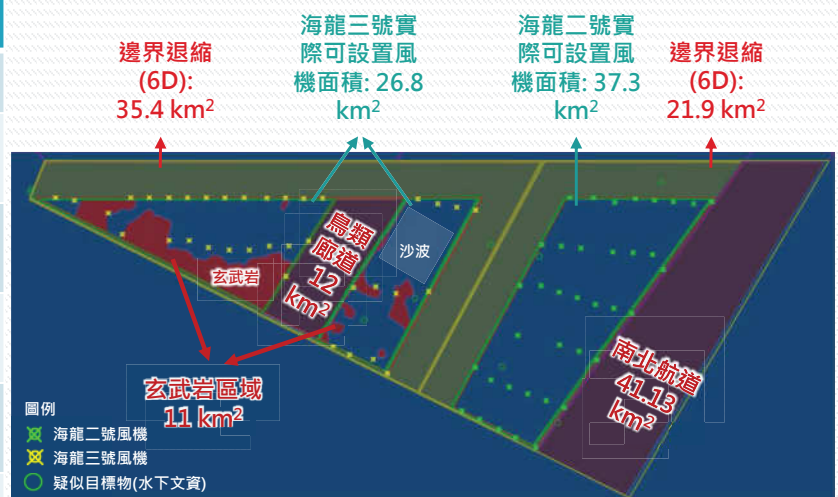 邊界退縮
(6D):
35.4 km²
海龍三號實
際可設置風
機面積: 26.8
km²
海龍二號實
際可設置風
機面積: 37.3
km²
邊界退縮
(6D):
21.9 km²
鳥類
廊道
12
km²
沙波
玄武岩
玄武岩區域
11 km²
南北航道
41.13
km²
圖例
海龍二號風機
海龍三號風機
疑似目標物(水下文資)